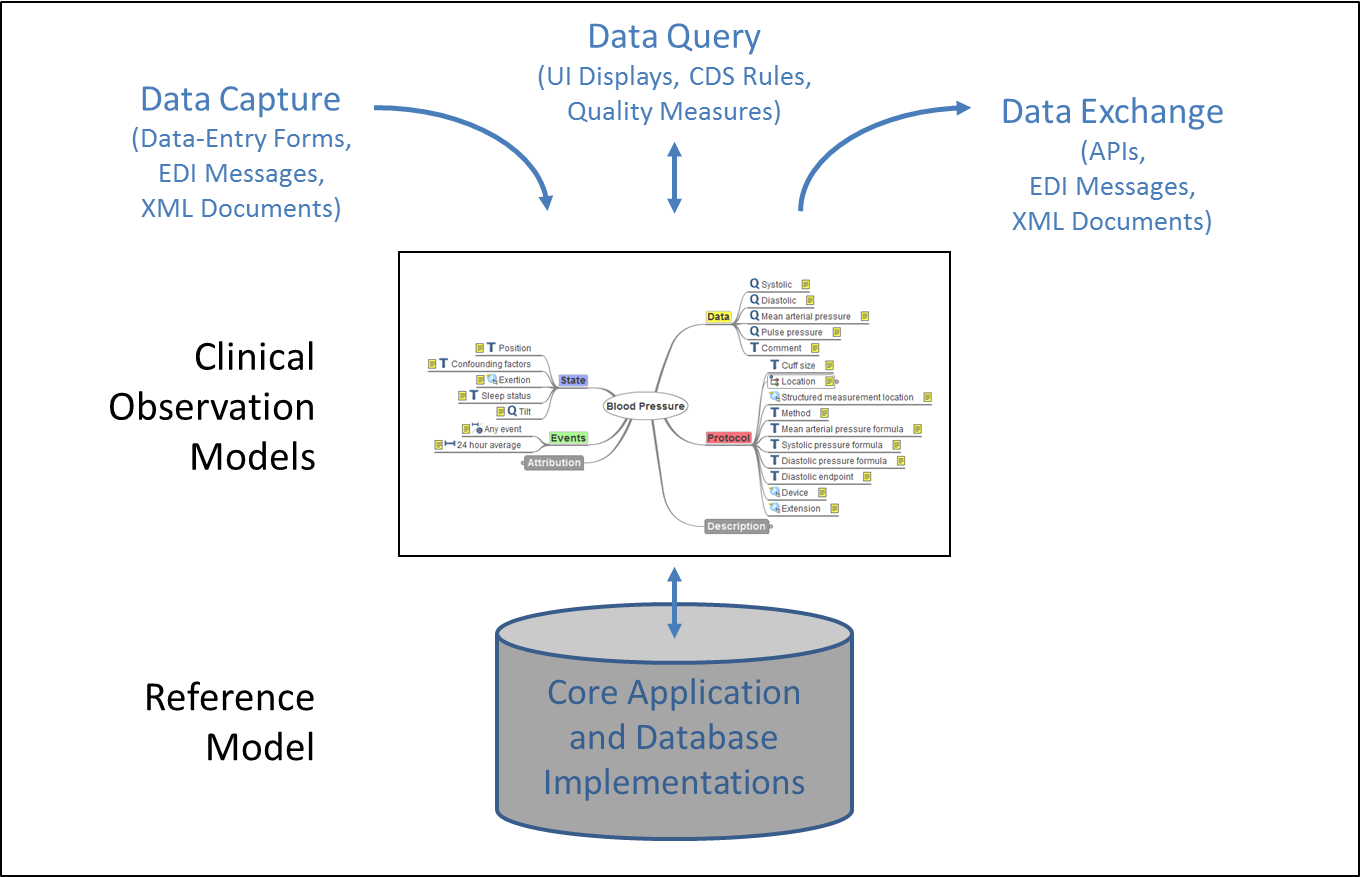 Data Query
(UI Displays, CDS Rules,
Quality Measures)
Data Capture
(Data-Entry Forms,
EDI Messages,
XML Documents)
Data Exchange
(APIs,
EDI Messages,
XML Documents)
Clinical
Observation
Models
Blood Pressure
State
T Position
T Confounding factors
Exertion
T Sleep status
Q Tilt
Events
Any event
24 hour average
Attribution
Data
Q Systolic
Q Diastolic
Q Mean arterial pressure
Q Pulse pressure
T Comment
Protocol
T Cuff size
Location
Structured measurement location
T Method
T Mean arterial pressure formula
T Systolic pressure formula
T Diastolic pressure formula
T Diastolic endpoint
Device
Extension
Description
Reference
Model
Core Application
and Database
Implementations